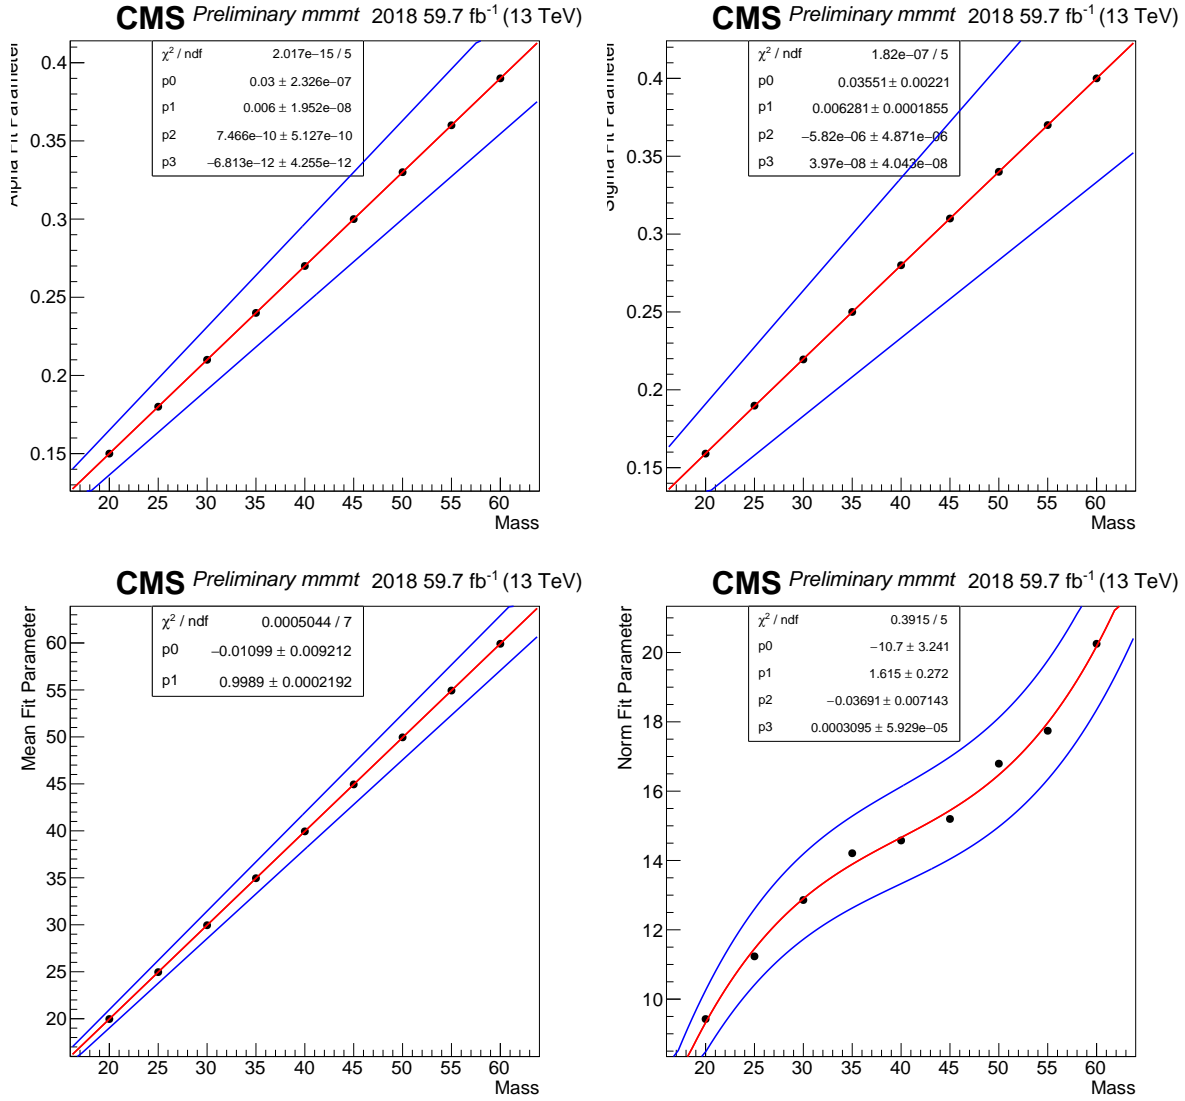 CMS Preliminary mmmt 2018 59.7 fb⁻¹ (13 TeV)
Alpha Fit Parameter
χ² / ndf 2.017e−15 / 5
p0 0.03 ± 2.326e−07
p1 0.006 ± 1.952e−08
p2 7.466e−10 ± 5.127e−10
p3 −6.813e−12 ± 4.255e−12
0.4
0.35
0.3
0.25
0.2
0.15
20 25 30 35 40 45 50 55 60
Mass
CMS Preliminary mmmt 2018 59.7 fb⁻¹ (13 TeV)
Sigma Fit Parameter
χ² / ndf 1.82e−07 / 5
p0 0.03551 ± 0.00221
p1 0.006281 ± 0.0001855
p2 −5.82e−06 ± 4.871e−06
p3 3.97e−08 ± 4.043e−08
0.4
0.35
0.3
0.25
0.2
0.15
20 25 30 35 40 45 50 55 60
Mass
CMS Preliminary mmmt 2018 59.7 fb⁻¹ (13 TeV)
Mean Fit Parameter
χ² / ndf 0.0005044 / 7
p0 −0.01099 ± 0.009212
p1 0.9989 ± 0.0002192
60
55
50
45
40
35
30
25
20
20 25 30 35 40 45 50 55 60
Mass
CMS Preliminary mmmt 2018 59.7 fb⁻¹ (13 TeV)
Norm Fit Parameter
χ² / ndf 0.3915 / 5
p0 −10.7 ± 3.241
p1 1.615 ± 0.272
p2 −0.03691 ± 0.007143
p3 0.0003095 ± 5.929e−05
20
18
16
14
12
10
20 25 30 35 40 45 50 55 60
Mass